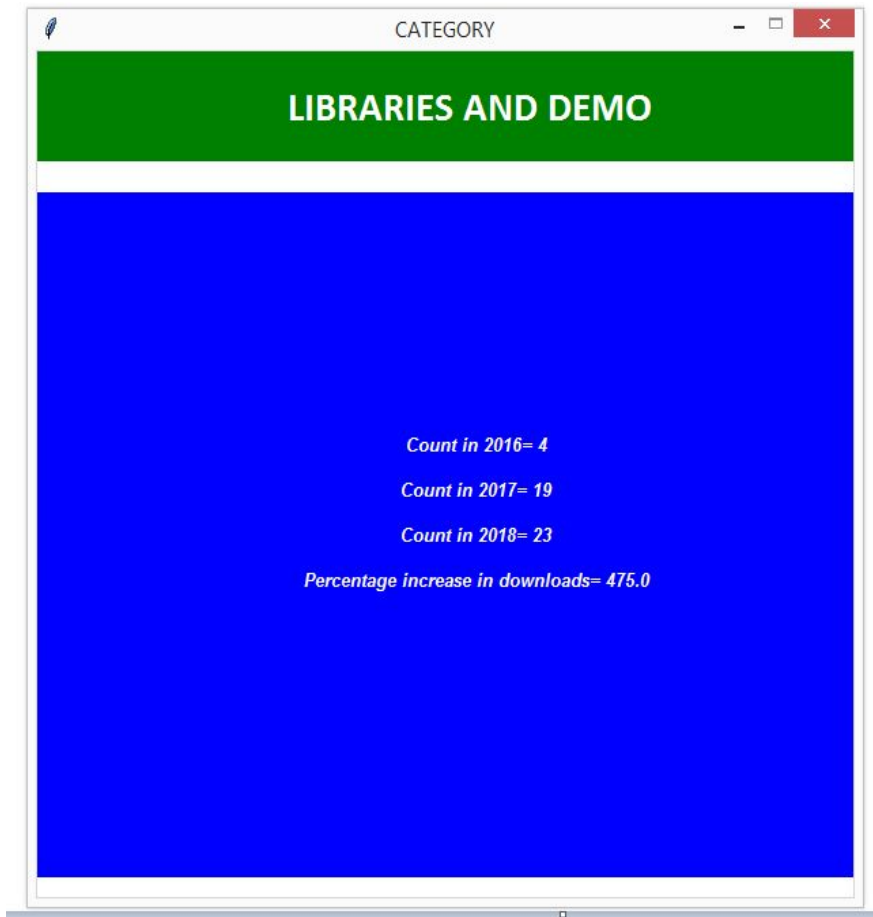 CATEGORY
LIBRARIES AND DEMO
Count in 2016= 4
Count in 2017= 19
Count in 2018= 23
Percentage increase in downloads= 475.0